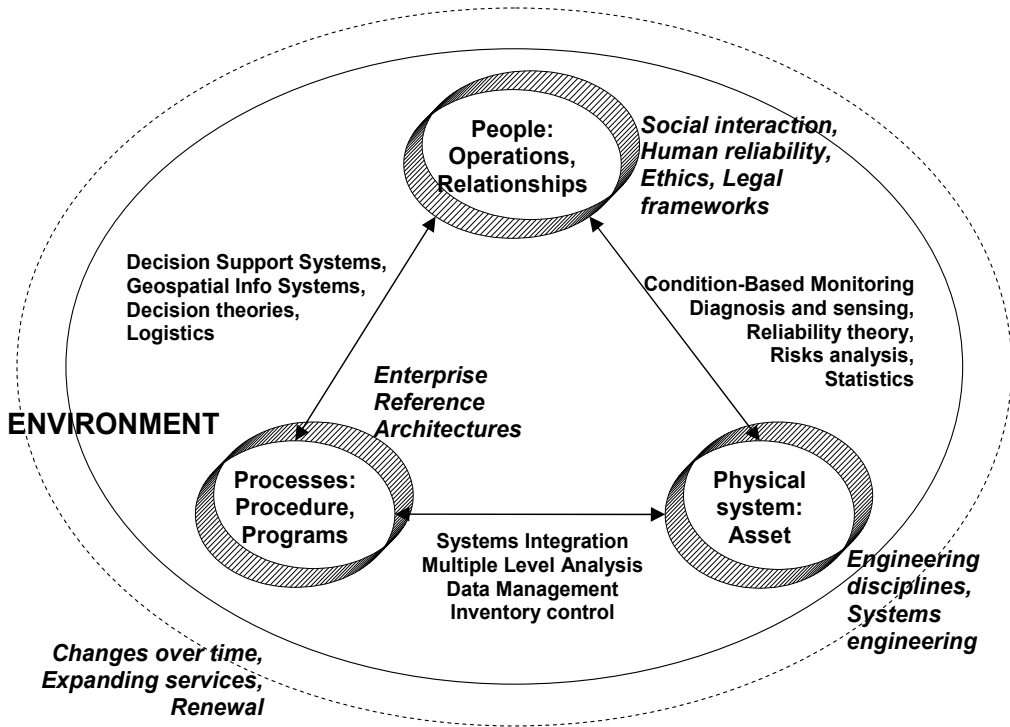 People:
Operations,
Relationships
Social interaction,
Human reliability,
Ethics, Legal
frameworks
Decision Support Systems,
Geospatial Info Systems,
Decision theories,
Logistics
Condition-Based Monitoring
Diagnosis and sensing,
Reliability theory,
Risks analysis,
Statistics
Enterprise
Reference
Architectures
ENVIRONMENT
Processes:
Procedure,
Programs
Physical
system:
Asset
Systems Integration
Multiple Level Analysis
Data Management
Inventory control
Engineering
disciplines,
Systems
engineering
Changes over time,
Expanding services,
Renewal